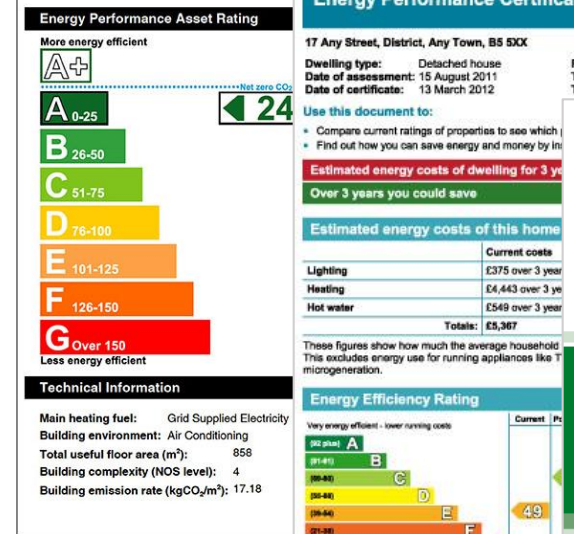 Energy Performance Asset Rating
More energy efficient
A+
Net zero CO₂
A 0-25
24
B 26-50
C 51-75
D 76-100
E 101-125
F 126-150
G Over 150
Less energy efficient
Technical Information
Main heating fuel: Grid Supplied Electricity
Building environment: Air Conditioning
Total useful floor area (m²): 858
Building complexity (NOS level): 4
Building emission rate (kgCO₂/m²): 17.18
Energy Performance Certifica
17 Any Street, District, Any Town, B5 5XX
Dwelling type: Detached house
Date of assessment: 15 August 2011
Date of certificate: 13 March 2012
Use this document to:
• Compare current ratings of properties to see which
• Find out how you can save energy and money by in
Estimated energy costs of dwelling for 3 ye
Over 3 years you could save
Estimated energy costs of this home
Current costs
Lighting £375 over 3 year
Heating £4,443 over 3 ye
Hot water £549 over 3 year
Totals: £5,367
These figures show how much the average household
This excludes energy use for running appliances like T
microgeneration.
Energy Efficiency Rating
Very energy efficient - lower running costs
Current
(92 plus) A
(81-91) B
(69-80) C
(55-68) D
(39-54) E
49
(21-38) F